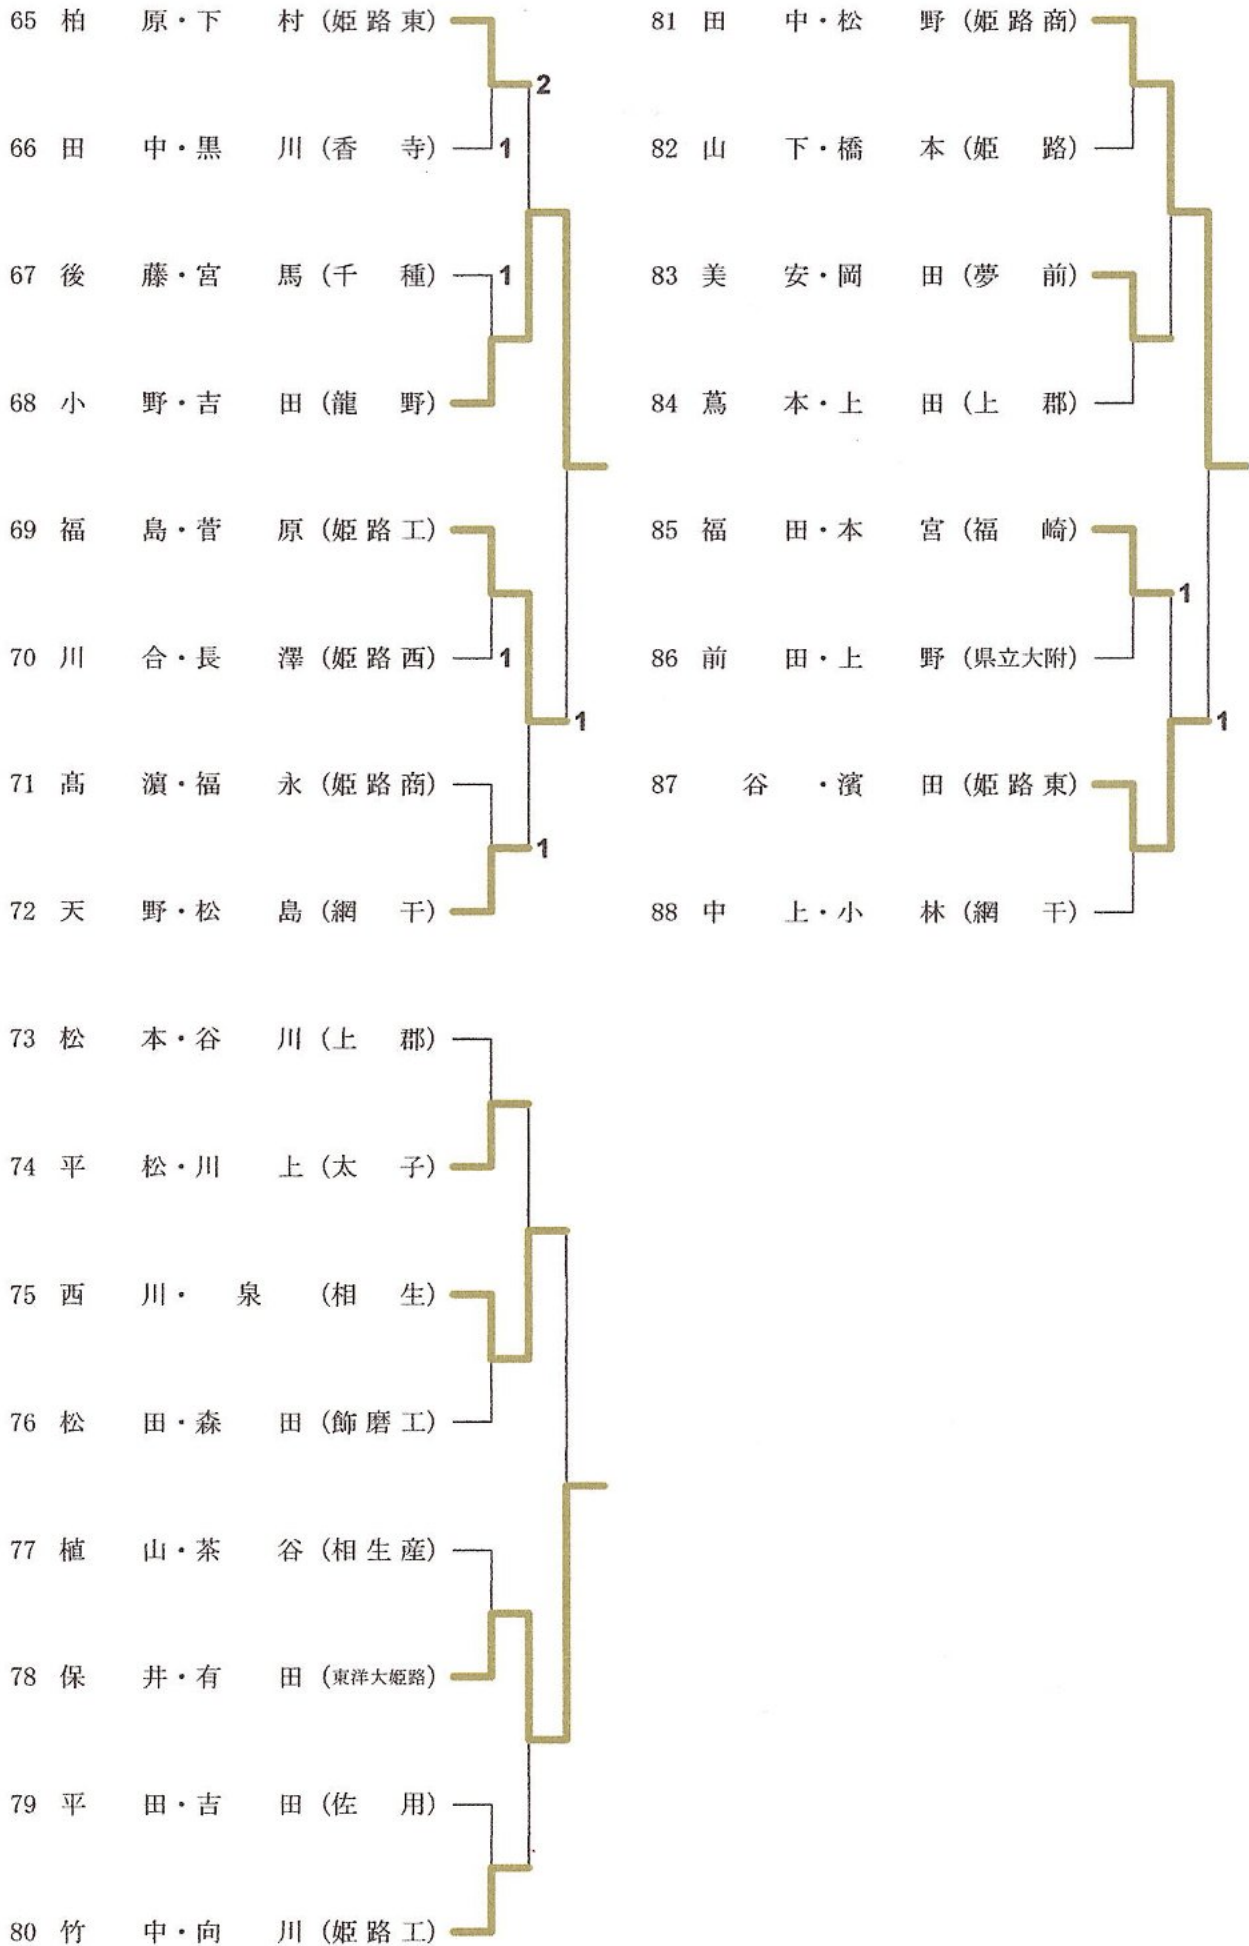 65 柏原・下村 (姫路東)
2
66 田中・黒川 (香寺) 1
67 後藤・宮馬 (千種) 1
68 小野・吉田 (龍野)
69 福島・菅原 (姫路工)
70 川合・長澤 (姫路西) 1
1
71 髙濵・福永 (姫路商)
1
72 天野・松島 (網干)
73 松本・谷川 (上郡)
74 平松・川上 (太子)
75 西川・泉 (相生)
76 松田・森田 (飾磨工)
77 植山・茶谷 (相生産)
78 保井・有田 (東洋大姫路)
79 平田・吉田 (佐用)
80 竹中・向川 (姫路工)
81 田中・松野 (姫路商)
82 山下・橋本 (姫路)
83 美安・岡田 (夢前)
84 蔦本・上田 (上郡)
85 福田・本宮 (福崎)
1
86 前田・上野 (県立大附)
1
87 谷・濱田 (姫路東)
88 中上・小林 (網干)